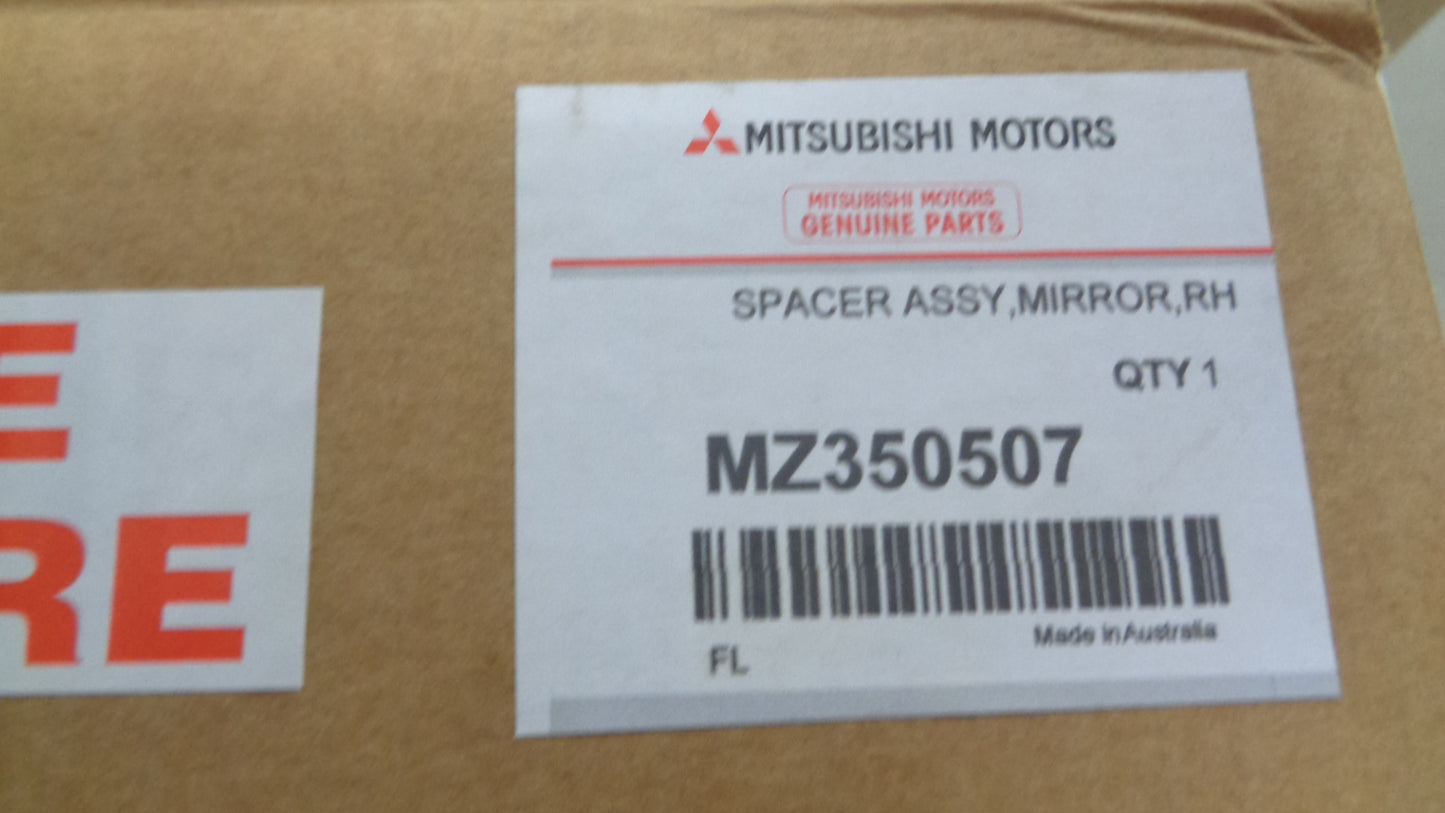 MITSUBISHI MOTORS
MITSUBISHI MOTORS
GENUINE PARTS
SPACER ASSY,MIRROR,RH
QTY 1
MZ350507
Made in Australia
FL
E
RE